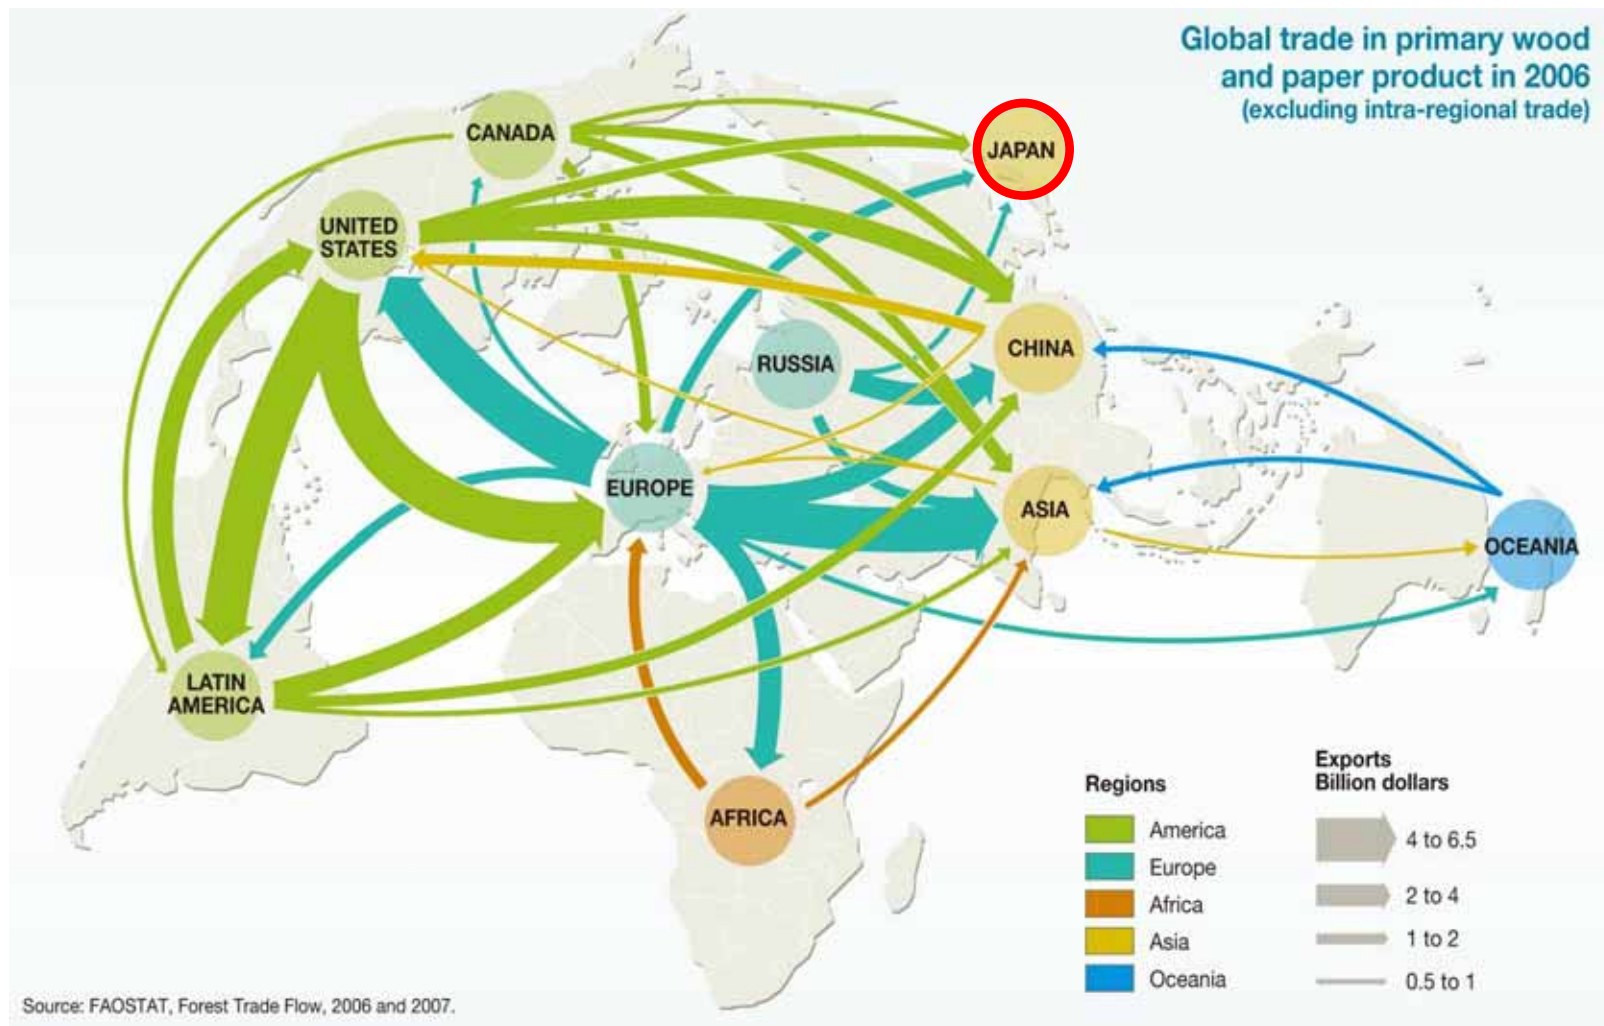 Global trade in primary wood
and paper product in 2006
(excluding intra-regional trade)
CANADA
JAPAN
UNITED
STATES
RUSSIA
CHINA
EUROPE
ASIA
OCEANIA
LATIN
AMERICA
AFRICA
Regions
America
Europe
Africa
Asia
Oceania
Exports
Billion dollars
4 to 6.5
2 to 4
1 to 2
0.5 to 1
Source: FAOSTAT, Forest Trade Flow, 2006 and 2007.